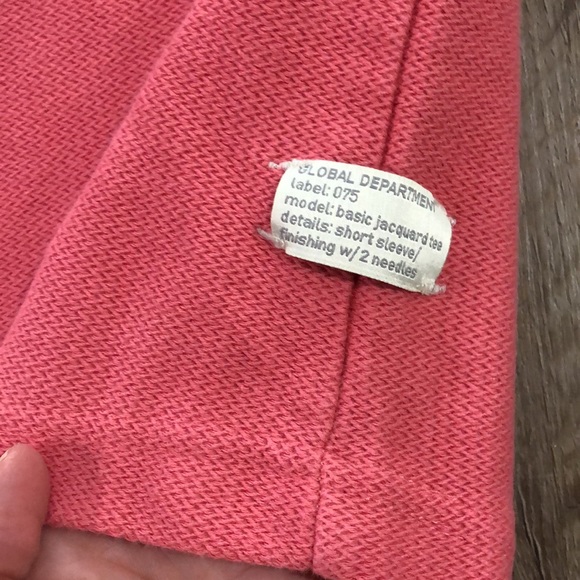 GLOBAL DEPARTMENT
label: 075
model: basic jacquard tee
details: short sleeve/
finishing w/2 needles